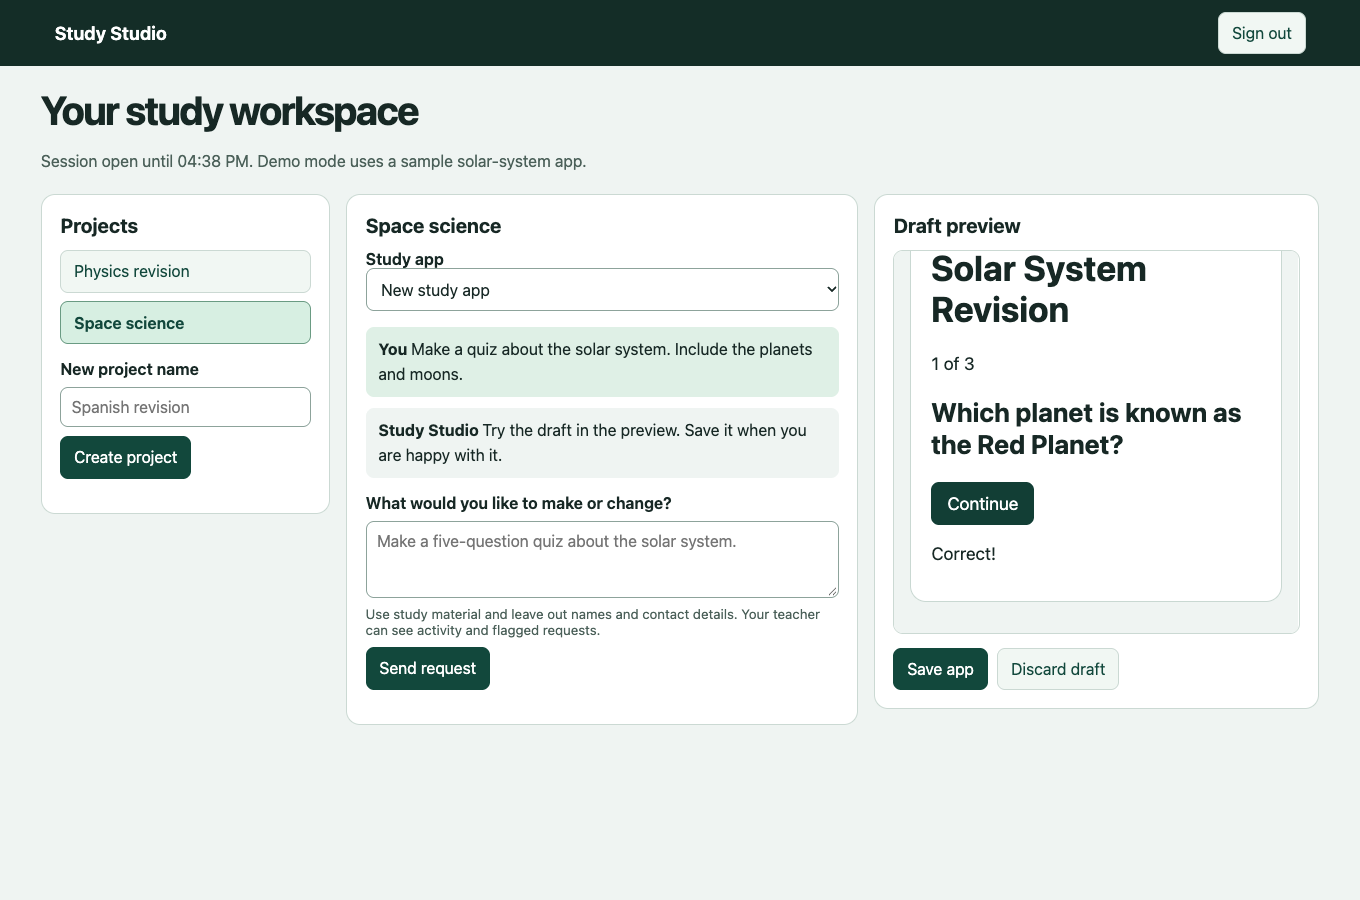 Study Studio
Sign out
Your study workspace
Session open until 04:38 PM. Demo mode uses a sample solar-system app.
Projects
Physics revision
Space science
New project name
Spanish revision
Create project
Space science
Study app
New study app
You Make a quiz about the solar system. Include the planets
and moons.
Study Studio Try the draft in the preview. Save it when you
are happy with it.
What would you like to make or change?
Make a five-question quiz about the solar system.
Use study material and leave out names and contact details. Your teacher
can see activity and flagged requests.
Send request
Draft preview
Solar System
Revision
1 of 3
Which planet is known as
the Red Planet?
Continue
Correct!
Save app
Discard draft